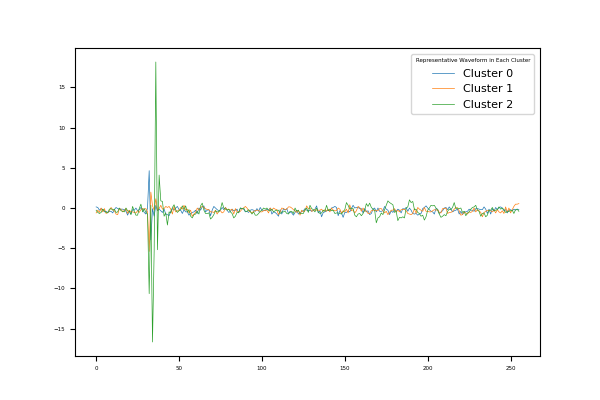 Representative Waveform in Each Cluster
Cluster 0
Cluster 1
Cluster 2
15
10
5
0
−5
−10
−15
0 50 100 150 200 250